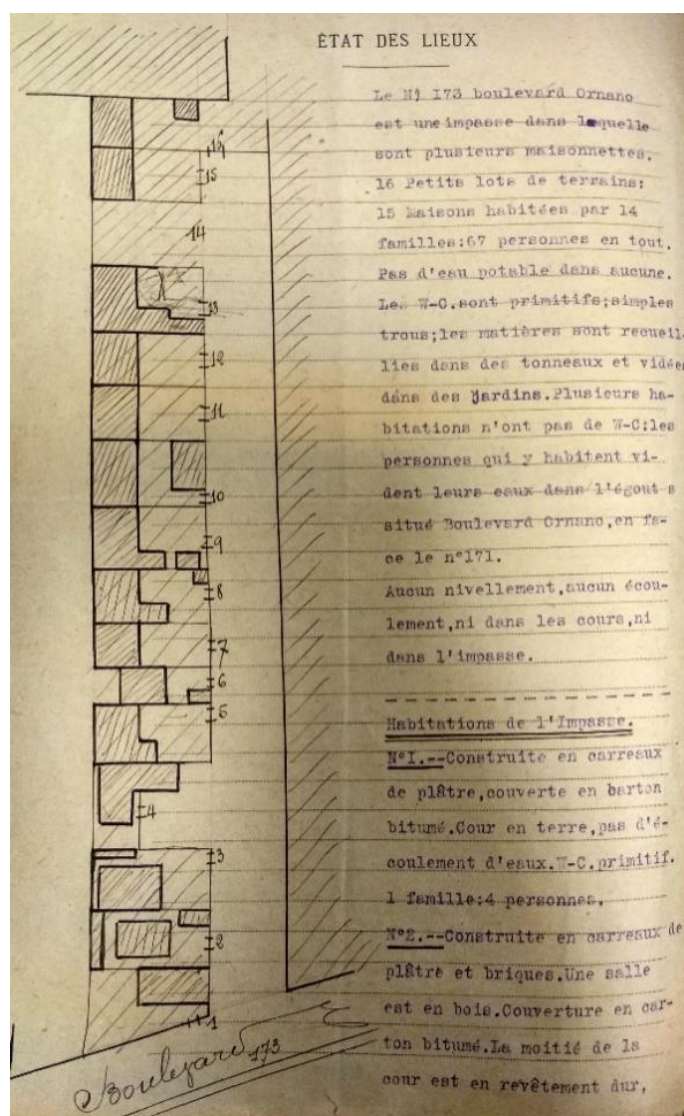 ÉTAT DES LIEUX
Le N° 173 boulevard Ornano
est une impasse dans laquelle
sont plusieurs maisonnettes.
16 Petits lots de terrains:
15 Maisons habitées par 14
familles:67 personnes en tout.
Pas d'eau potable dans aucune.
Les W-C.sont primitifs;simples
trous;les matières sont recueil-
lies dans des tonneaux et vidées
dans des jardins.Plusieurs ha-
bitations n'ont pas de W-C:les
personnes qui y habitent vi-
dent leurs eaux dans l'égout s
situé Boulevard Ornano,en fa-
ce le n°171.
Aucun nivellement,aucun écou-
lement,ni dans les cours,ni
dans l'impasse.
Habitations de l'Impasse.
N°I.--Construite en carreaux
de plâtre,couverte en barton
bitumé.Cour en terre,pas d'é-
coulement d'eaux.W-C.primitif.
1 famille:4 personnes.
N°2.--Construite en carreaux de
plâtre et briques.Une salle
est en bois.Couverture en car-
ton bitumé.La moitié de la
cour est en revêtement dur,
16
15
14
13
12
11
10
9
8
7
6
5
4
3
2
1
173
Boulevard